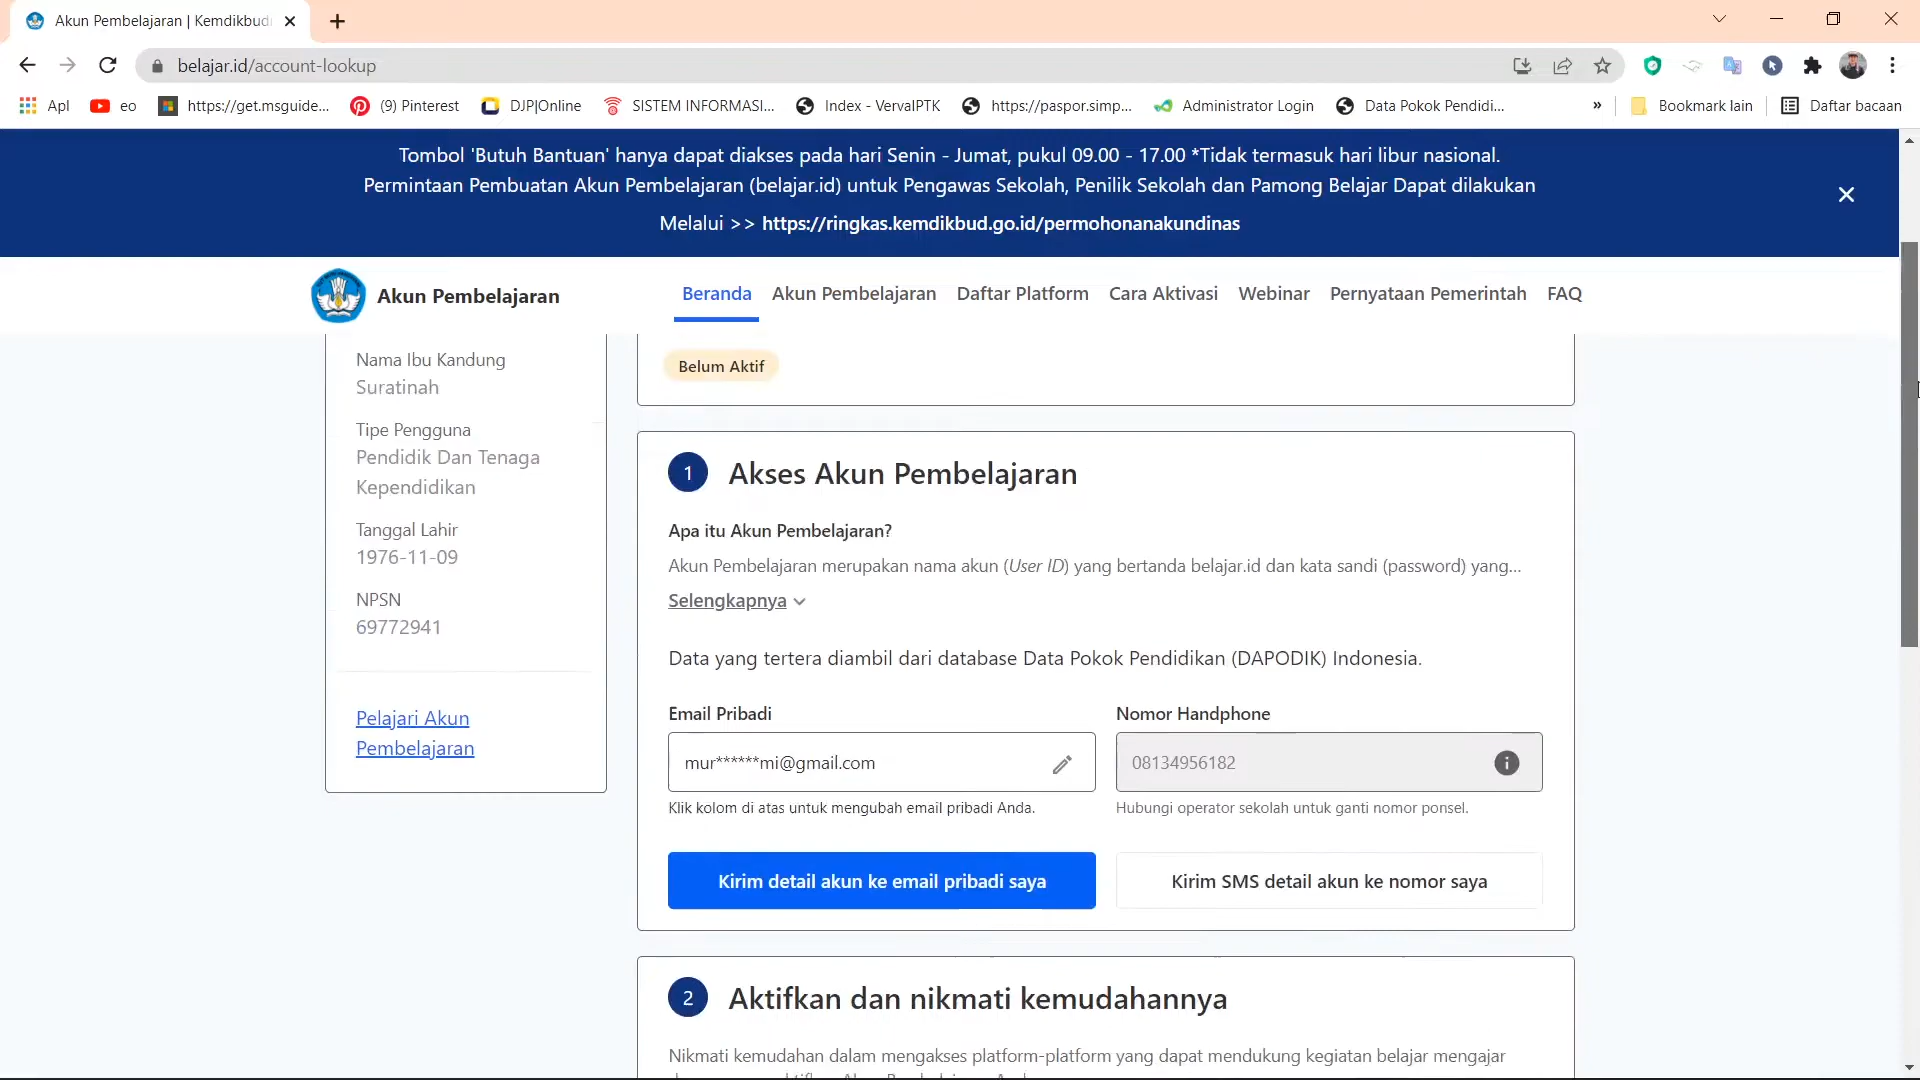 Akun Pembelajaran | Kemdikbud
belajar.id/account-lookup
Apl
eo
https://get.msguide...
(9) Pinterest
DJP|Online
SISTEM INFORMASI...
Index - VervalPTK
https://paspor.simp...
Administrator Login
Data Pokok Pendidi...
»
Bookmark lain
Daftar bacaan
Tombol 'Butuh Bantuan' hanya dapat diakses pada hari Senin - Jumat, pukul 09.00 - 17.00 *Tidak termasuk hari libur nasional.
Permintaan Pembuatan Akun Pembelajaran (belajar.id) untuk Pengawas Sekolah, Penilik Sekolah dan Pamong Belajar Dapat dilakukan
Melalui >> https://ringkas.kemdikbud.go.id/permohonanakundinas
Akun Pembelajaran
Beranda
Akun Pembelajaran
Daftar Platform
Cara Aktivasi
Webinar
Pernyataan Pemerintah
FAQ
Nama Ibu Kandung
Suratinah
Tipe Pengguna
Pendidik Dan Tenaga
Kependidikan
Tanggal Lahir
1976-11-09
NPSN
69772941
Pelajari Akun
Pembelajaran
Belum Aktif
1
Akses Akun Pembelajaran
Apa itu Akun Pembelajaran?
Akun Pembelajaran merupakan nama akun (User ID) yang bertanda belajar.id dan kata sandi (password) yang...
Selengkapnya
Data yang tertera diambil dari database Data Pokok Pendidikan (DAPODIK) Indonesia.
Email Pribadi
mur******mi@gmail.com
Klik kolom di atas untuk mengubah email pribadi Anda.
Nomor Handphone
08134956182
Hubungi operator sekolah untuk ganti nomor ponsel.
Kirim detail akun ke email pribadi saya
Kirim SMS detail akun ke nomor saya
2
Aktifkan dan nikmati kemudahannya
Nikmati kemudahan dalam mengakses platform-platform yang dapat mendukung kegiatan belajar mengajar